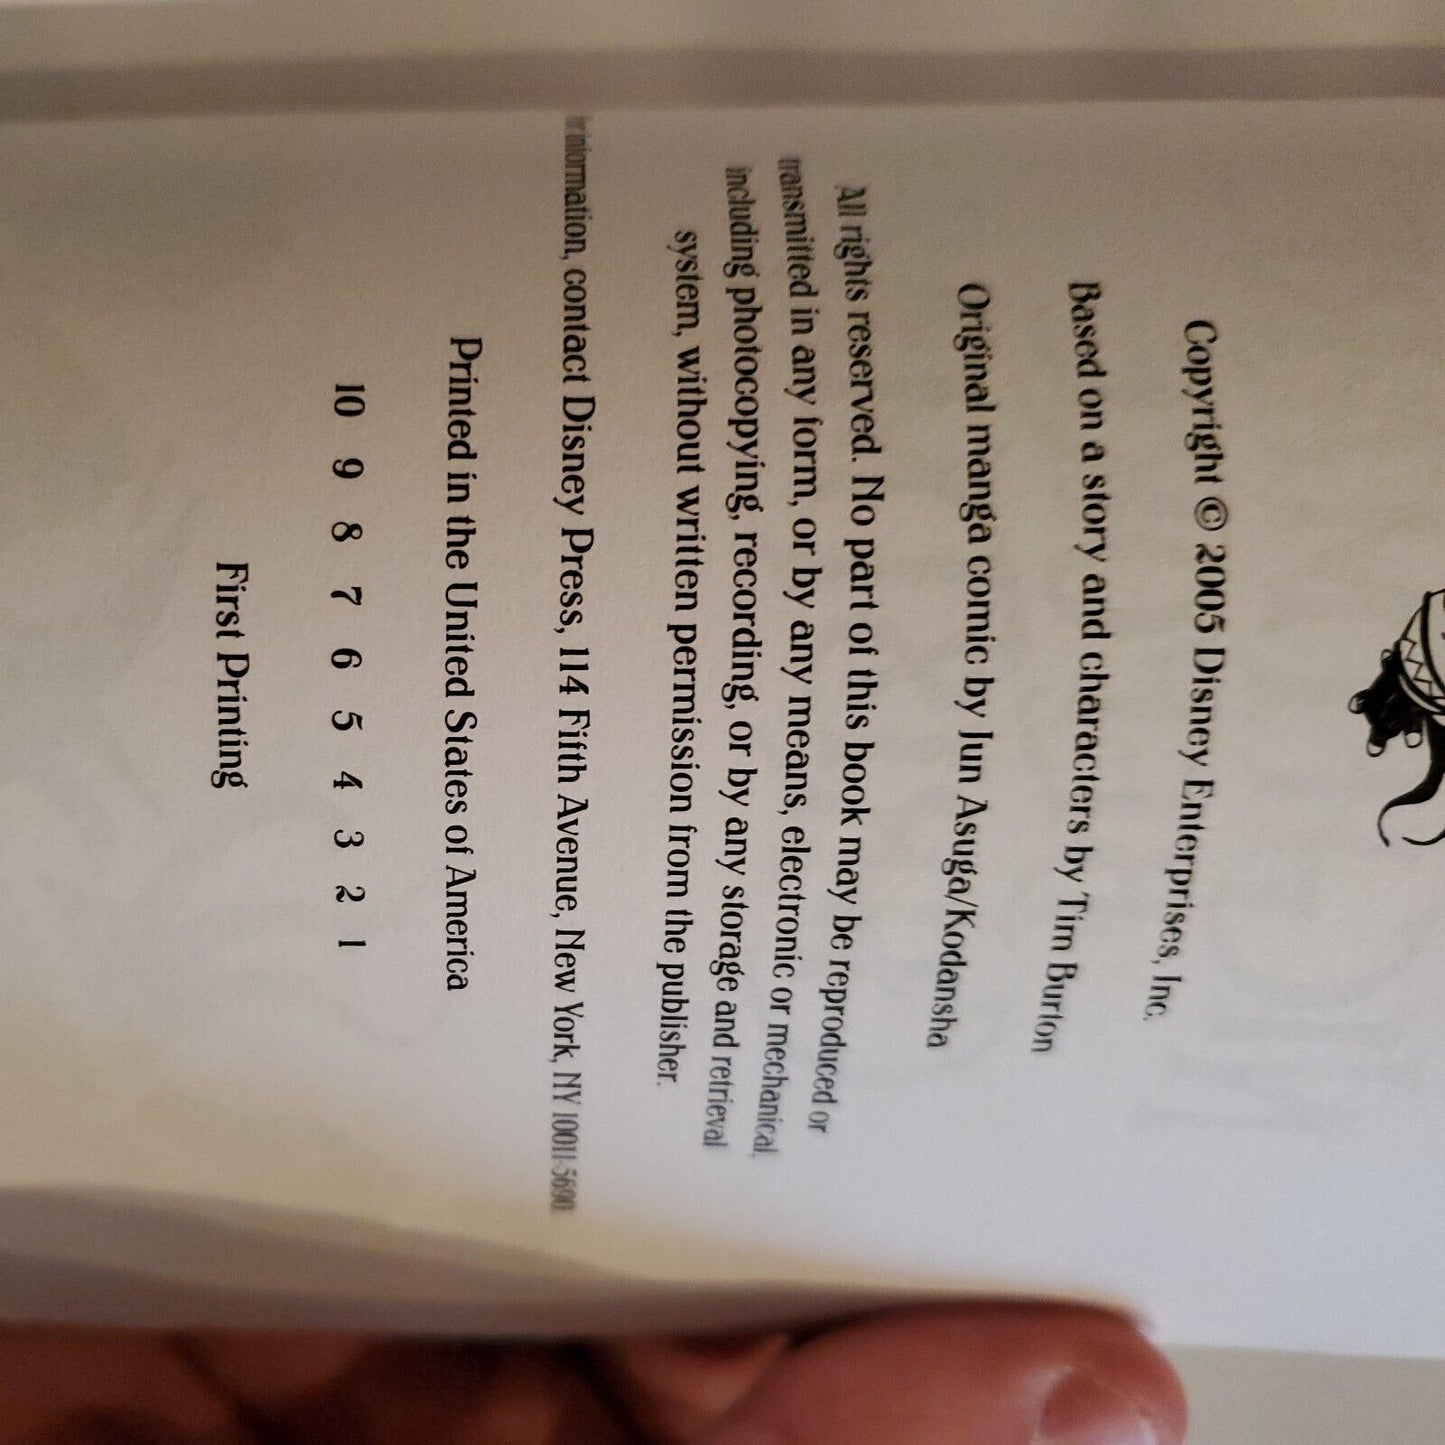 Copyright © 2005 Disney Enterprises, Inc.
Based on a story and characters by Tim Burton
Original manga comic by Jun Asuga/Kodansha
All rights reserved. No part of this book may be reproduced or
transmitted in any form, or by any means, electronic or mechanical,
including photocopying, recording, or by any storage and retrieval
system, without written permission from the publisher.
information, contact Disney Press, 114 Fifth Avenue, New York, NY 10011-5690.
Printed in the United States of America
10 9 8 7 6 5 4 3 2 1
First Printing